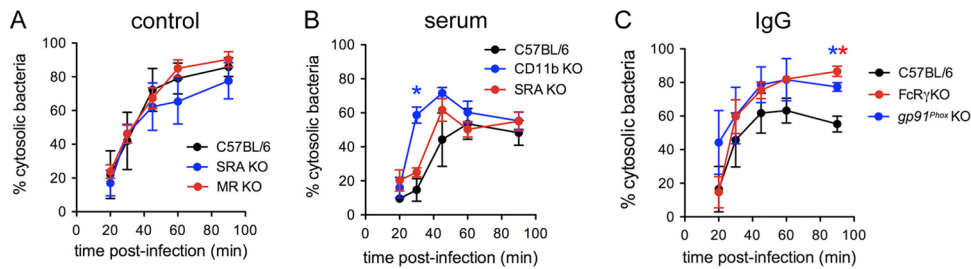 A control
% cytosolic bacteria
100
80
60
40
20
0
0 20 40 60 80 100
time post-infection (min)
C57BL/6
SRA KO
MR KO
B serum
% cytosolic bacteria
100
80
60
40
20
0
0 20 40 60 80 100
time post-infection (min)
*
C57BL/6
CD11b KO
SRA KO
C IgG
% cytosolic bacteria
100
80
60
40
20
0
0 20 40 60 80 100
time post-infection (min)
**
C57BL/6
FcRγKO
gp91Phox KO